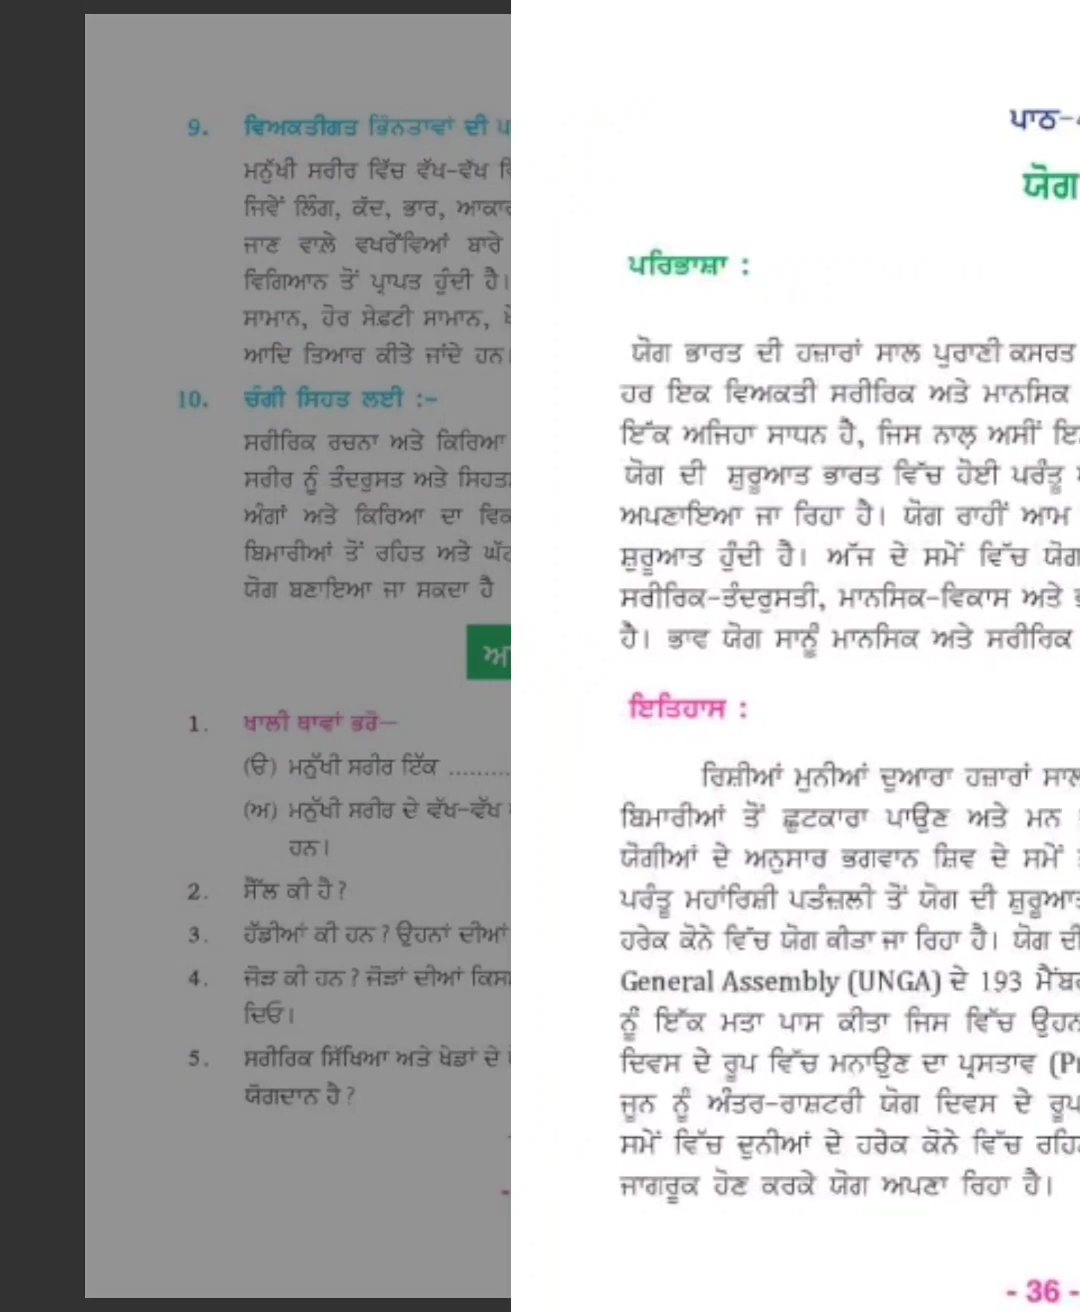 9. ਵਿਅਕਤੀਗਤ ਭਿੰਨਤਾਵਾਂ ਦੀ
ਮਨੁੱਖੀ ਸਰੀਰ ਵਿੱਚ ਵੱਖ-ਵੱਖ
ਜਿਵੇਂ ਲਿੰਗ, ਕੱਦ, ਭਾਰ, ਆਕਾਰ
ਜਾਣ ਵਾਲੇ ਵਖਰੇਂਵਿਆਂ ਬਾਰੇ
ਵਿਗਿਆਨ ਤੋਂ ਪ੍ਰਾਪਤ ਹੁੰਦੀ ਹੈ।
ਸਾਮਾਨ, ਹੋਰ ਸੇਫ਼ਟੀ ਸਾਮਾਨ,
ਆਦਿ ਤਿਆਰ ਕੀਤੇ ਜਾਂਦੇ ਹਨ।
10. ਚੰਗੀ ਸਿਹਤ ਲਈ :-
ਸਰੀਰਿਕ ਰਚਨਾ ਅਤੇ ਕਿਰਿਆ
ਸਰੀਰ ਨੂੰ ਤੰਦਰੁਸਤ ਅਤੇ ਸਿਹਤ
ਅੰਗਾਂ ਅਤੇ ਕਿਰਿਆ ਦਾ
ਬਿਮਾਰੀਆਂ ਤੋਂ ਰਹਿਤ ਅਤੇ
ਯੋਗ ਬਣਾਇਆ ਜਾ ਸਕਦਾ ਹੈ
1. ਖਾਲੀ ਥਾਵਾਂ ਭਰੋ—
(ੳ) ਮਨੁੱਖੀ ਸਰੀਰ ਇੱਕ .........
(ਅ) ਮਨੁੱਖੀ ਸਰੀਰ ਦੇ ਵੱਖ-ਵੱਖ
ਹਨ।
2. ਸੈੱਲ ਕੀ ਹੈ?
3. ਹੱਡੀਆਂ ਕੀ ਹਨ? ਉਹਨਾਂ ਦੀਆਂ
4. ਜੋੜ ਕੀ ਹਨ? ਜੋੜਾਂ ਦੀਆਂ
ਦਿਓ।
5. ਸਰੀਰਿਕ ਸਿੱਖਿਆ ਅਤੇ ਖੇਡਾਂ ਦੇ
ਯੋਗਦਾਨ ਹੈ?
ਪਾਠ-
ਯੋਗ
ਪਰਿਭਾਸ਼ਾ :
ਯੋਗ ਭਾਰਤ ਦੀ ਹਜ਼ਾਰਾਂ ਸਾਲ ਪੁਰਾਣੀ ਕਸਰਤ
ਹਰ ਇਕ ਵਿਅਕਤੀ ਸਰੀਰਿਕ ਅਤੇ ਮਾਨਸਿਕ
ਇੱਕ ਅਜਿਹਾ ਸਾਧਨ ਹੈ, ਜਿਸ ਨਾਲ਼ ਅਸੀਂ
ਯੋਗ ਦੀ ਸ਼ੁਰੂਆਤ ਭਾਰਤ ਵਿੱਚ ਹੋਈ ਪਰੰਤੂ
ਅਪਣਾਇਆ ਜਾ ਰਿਹਾ ਹੈ। ਯੋਗ ਰਾਹੀਂ ਆਮ
ਸ਼ੁਰੂਆਤ ਹੁੰਦੀ ਹੈ। ਅੱਜ ਦੇ ਸਮੇਂ ਵਿੱਚ ਯੋਗ
ਸਰੀਰਿਕ-ਤੰਦਰੁਸਤੀ, ਮਾਨਸਿਕ-ਵਿਕਾਸ ਅਤੇ
ਹੈ। ਭਾਵ ਯੋਗ ਸਾਨੂੰ ਮਾਨਸਿਕ ਅਤੇ ਸਰੀਰਿਕ
ਇਤਿਹਾਸ :
ਰਿਸ਼ੀਆਂ ਮੁਨੀਆਂ ਦੁਆਰਾ ਹਜ਼ਾਰਾਂ ਸਾਲ
ਬਿਮਾਰੀਆਂ ਤੋਂ ਛੁਟਕਾਰਾ ਪਾਉਣ ਅਤੇ ਮਨ
ਯੋਗੀਆਂ ਦੇ ਅਨੁਸਾਰ ਭਗਵਾਨ ਸ਼ਿਵ ਦੇ ਸਮੇਂ
ਪਰੰਤੂ ਮਹਾਂਰਿਸ਼ੀ ਪਤੰਜ਼ਲੀ ਤੋਂ ਯੋਗ ਦੀ ਸ਼ੁਰੂਆਤ
ਹਰੇਕ ਕੋਨੇ ਵਿੱਚ ਯੋਗ ਕੀਤਾ ਜਾ ਰਿਹਾ ਹੈ। ਯੋਗ ਦੀ
General Assembly (UNGA) ਦੇ 193 ਮੈਂਬਰ
ਨੂੰ ਇੱਕ ਮਤਾ ਪਾਸ ਕੀਤਾ ਜਿਸ ਵਿੱਚ
ਦਿਵਸ ਦੇ ਰੂਪ ਵਿੱਚ ਮਨਾਉਣ ਦਾ ਪ੍ਰਸਤਾਵ
ਜੂਨ ਨੂੰ ਅੰਤਰ-ਰਾਸ਼ਟਰੀ ਯੋਗ ਦਿਵਸ ਦੇ ਰੂਪ
ਸਮੇਂ ਵਿੱਚ ਦੁਨੀਆਂ ਦੇ ਹਰੇਕ ਕੋਨੇ ਵਿੱਚ
ਜਾਗਰੂਕ ਹੋਣ ਕਰਕੇ ਯੋਗ ਅਪਣਾ ਰਿਹਾ ਹੈ।
- 36 -